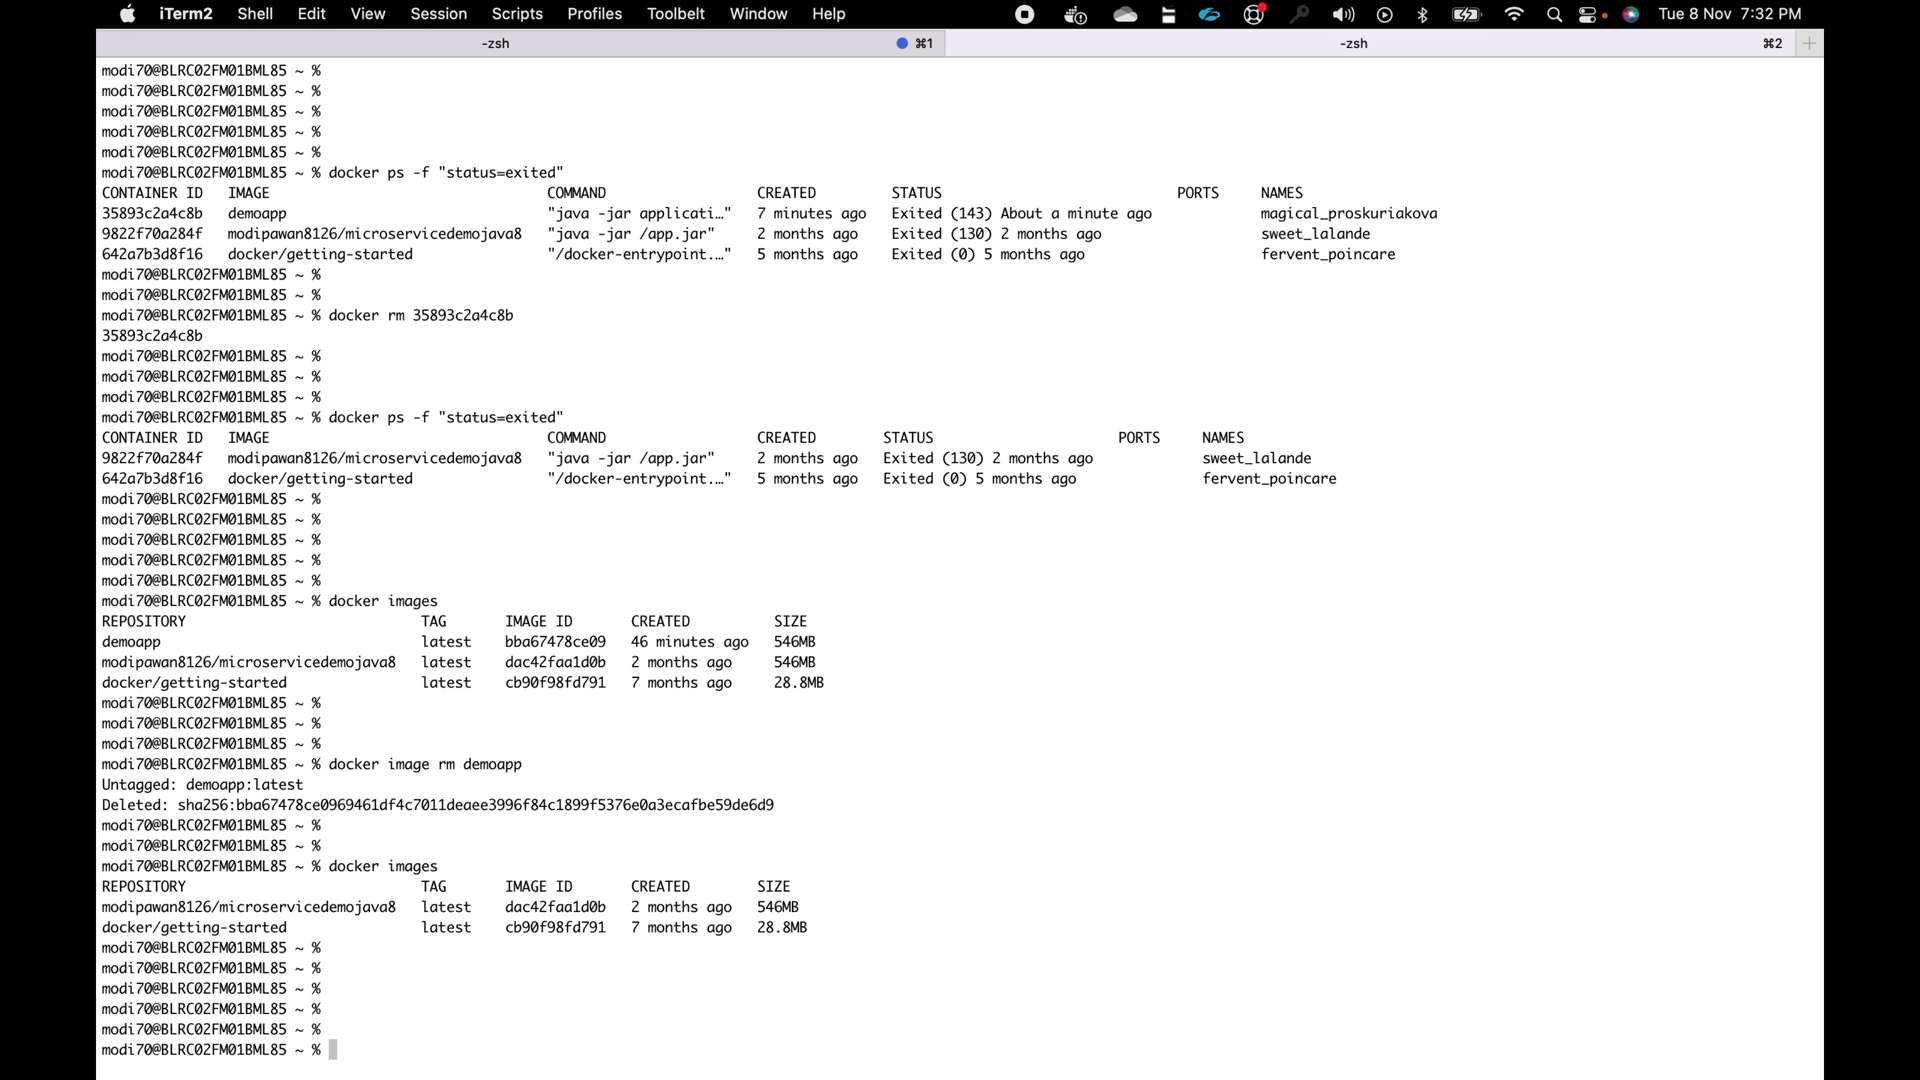 iTerm2 Shell Edit View Session Scripts Profiles Toolbelt Window Help Tue 8 Nov 7:32 PM
-zsh ⌘1 -zsh ⌘2
modi70@BLRC02FM01BML85 ~ %
modi70@BLRC02FM01BML85 ~ %
modi70@BLRC02FM01BML85 ~ %
modi70@BLRC02FM01BML85 ~ %
modi70@BLRC02FM01BML85 ~ %
modi70@BLRC02FM01BML85 ~ % docker ps -f "status=exited"
CONTAINER ID IMAGE COMMAND CREATED STATUS PORTS NAMES
35893c2a4c8b demoapp "java -jar applicati…" 7 minutes ago Exited (143) About a minute ago magical_proskuriakova
9822f70a284f modipawan8126/microservicedemojava8 "java -jar /app.jar" 2 months ago Exited (130) 2 months ago sweet_lalande
642a7b3d8f16 docker/getting-started "/docker-entrypoint.…" 5 months ago Exited (0) 5 months ago fervent_poincare
modi70@BLRC02FM01BML85 ~ %
modi70@BLRC02FM01BML85 ~ %
modi70@BLRC02FM01BML85 ~ % docker rm 35893c2a4c8b
35893c2a4c8b
modi70@BLRC02FM01BML85 ~ %
modi70@BLRC02FM01BML85 ~ %
modi70@BLRC02FM01BML85 ~ %
modi70@BLRC02FM01BML85 ~ % docker ps -f "status=exited"
CONTAINER ID IMAGE COMMAND CREATED STATUS PORTS NAMES
9822f70a284f modipawan8126/microservicedemojava8 "java -jar /app.jar" 2 months ago Exited (130) 2 months ago sweet_lalande
642a7b3d8f16 docker/getting-started "/docker-entrypoint.…" 5 months ago Exited (0) 5 months ago fervent_poincare
modi70@BLRC02FM01BML85 ~ %
modi70@BLRC02FM01BML85 ~ %
modi70@BLRC02FM01BML85 ~ %
modi70@BLRC02FM01BML85 ~ %
modi70@BLRC02FM01BML85 ~ %
modi70@BLRC02FM01BML85 ~ % docker images
REPOSITORY TAG IMAGE ID CREATED SIZE
demoapp latest bba67478ce09 46 minutes ago 546MB
modipawan8126/microservicedemojava8 latest dac42faa1d0b 2 months ago 546MB
docker/getting-started latest cb90f98fd791 7 months ago 28.8MB
modi70@BLRC02FM01BML85 ~ %
modi70@BLRC02FM01BML85 ~ %
modi70@BLRC02FM01BML85 ~ %
modi70@BLRC02FM01BML85 ~ % docker image rm demoapp
Untagged: demoapp:latest
Deleted: sha256:bba67478ce0969461df4c7011deaee3996f84c1899f5376e0a3ecafbe59de6d9
modi70@BLRC02FM01BML85 ~ %
modi70@BLRC02FM01BML85 ~ %
modi70@BLRC02FM01BML85 ~ % docker images
REPOSITORY TAG IMAGE ID CREATED SIZE
modipawan8126/microservicedemojava8 latest dac42faa1d0b 2 months ago 546MB
docker/getting-started latest cb90f98fd791 7 months ago 28.8MB
modi70@BLRC02FM01BML85 ~ %
modi70@BLRC02FM01BML85 ~ %
modi70@BLRC02FM01BML85 ~ %
modi70@BLRC02FM01BML85 ~ %
modi70@BLRC02FM01BML85 ~ %
modi70@BLRC02FM01BML85 ~ %